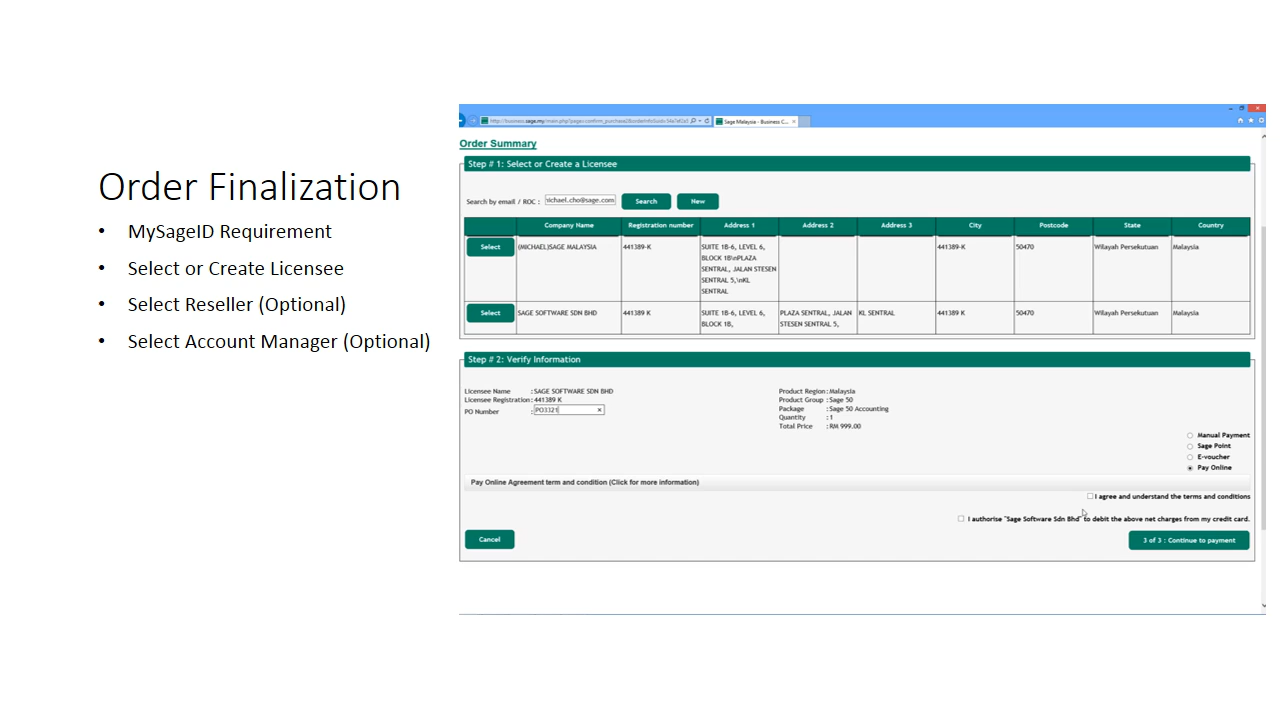 Order Finalization
• MySageID Requirement
• Select or Create Licensee
• Select Reseller (Optional)
• Select Account Manager (Optional)
Sage Malaysia - Business C...
Order Summary
Step # 1: Select or Create a Licensee
Search by email / ROC : ichael.cho@sage.com Search New
Company Name Registration number Address 1 Address 2 Address 3 City Postcode State Country
Select (MICHAEL)SAGE MALAYSIA 441389-K SUITE 1B-6, LEVEL 6, 441389-K 50470 Wilayah Persekutuan Malaysia
BLOCK 1B\nPLAZA
SENTRAL, JALAN STESEN
SENTRAL 5,\nKL
SENTRAL
Select SAGE SOFTWARE SDN BHD 441389 K SUITE 1B-6, LEVEL 6, PLAZA SENTRAL, JALAN KL SENTRAL 441389 K 50470 Wilayah Persekutuan Malaysia
BLOCK 1B, STESEN SENTRAL 5,
Step # 2: Verify Information
Licensee Name : SAGE SOFTWARE SDN BHD Product Region : Malaysia
Licensee Registration : 441389 K Product Group : Sage 50
PO Number : PO3321 Package : Sage 50 Accounting
Quantity : 1
Total Price : RM 999.00
Manual Payment
Sage Point
E-voucher
Pay Online
Pay Online Agreement term and condition (Click for more information)
I agree and understand the terms and conditions
I authorise "Sage Software Sdn Bhd" to debit the above net charges from my credit card.
Cancel 3 of 3 : Continue to payment